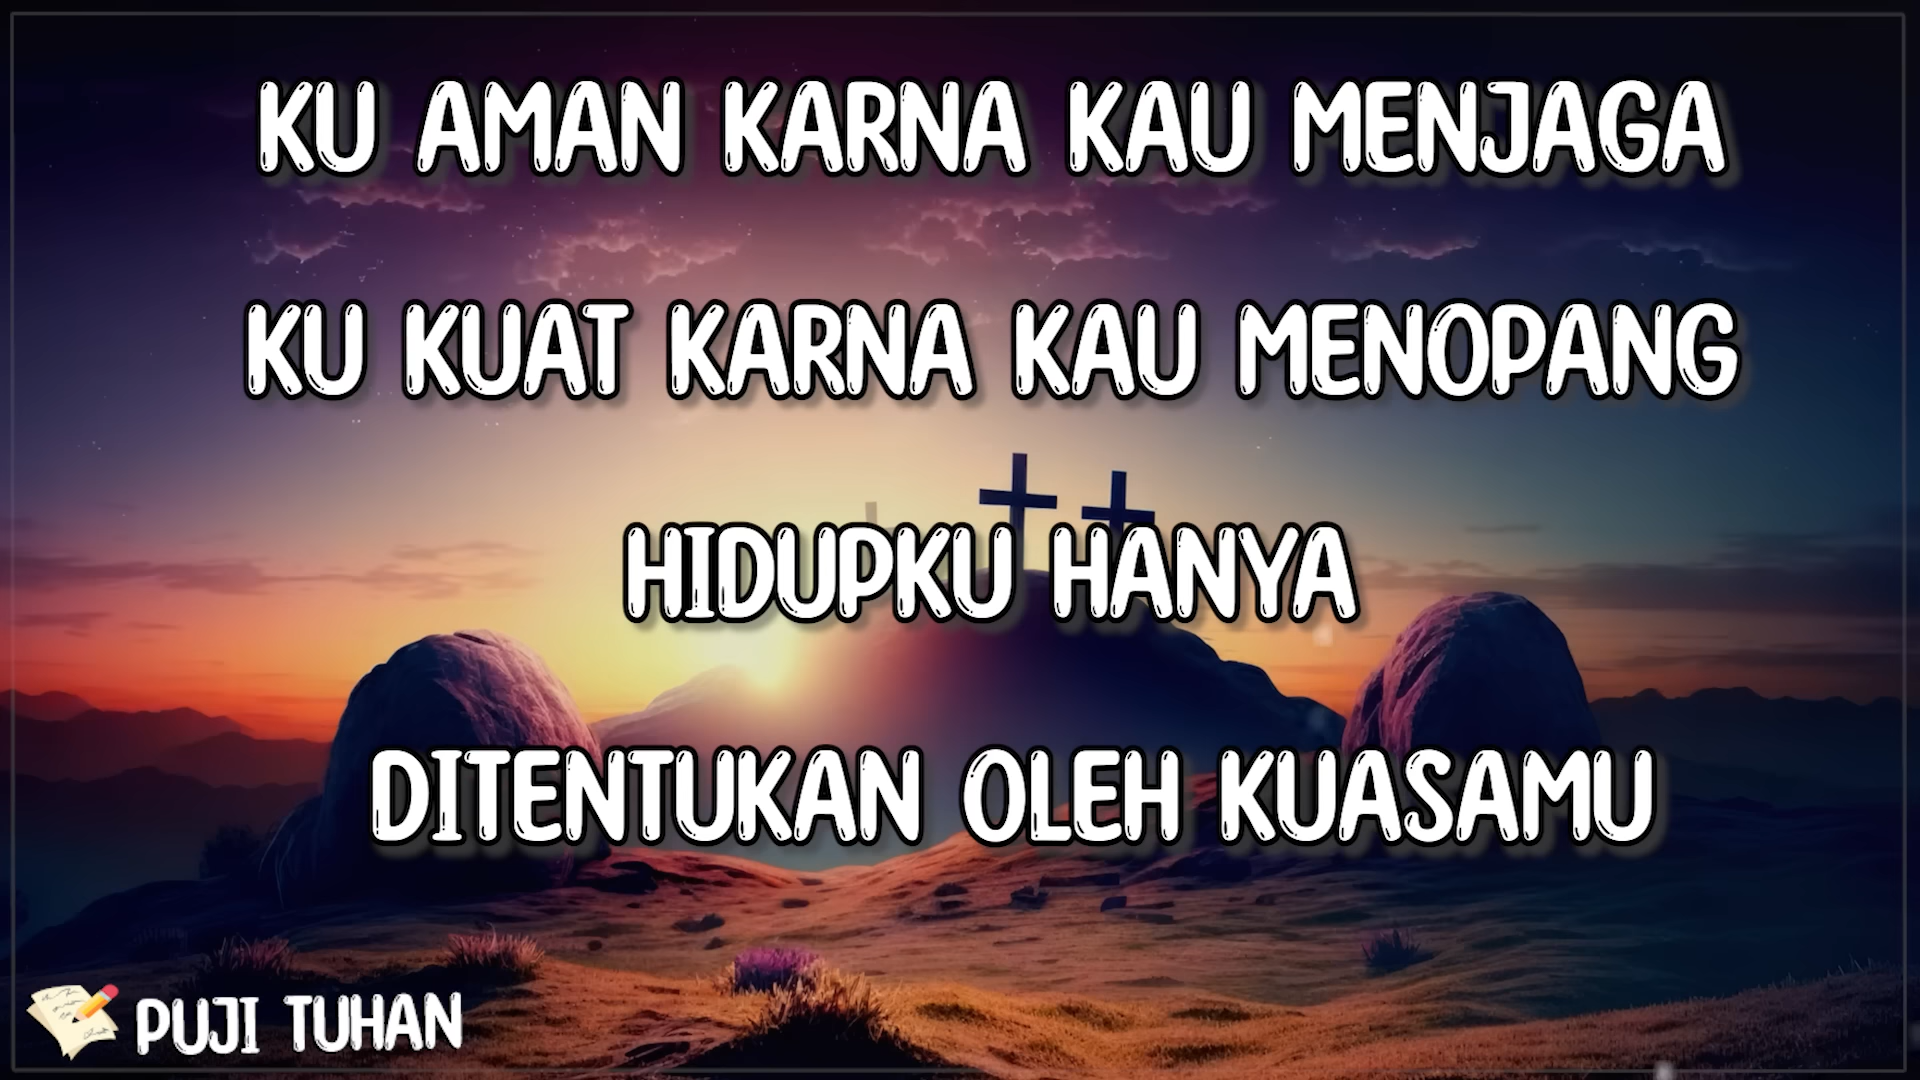 KU AMAN KARNA KAU MENJAGA
KU KUAT KARNA KAU MENOPANG
HIDUPKU HANYA
DITENTUKAN OLEH KUASAMU
PUJI TUHAN